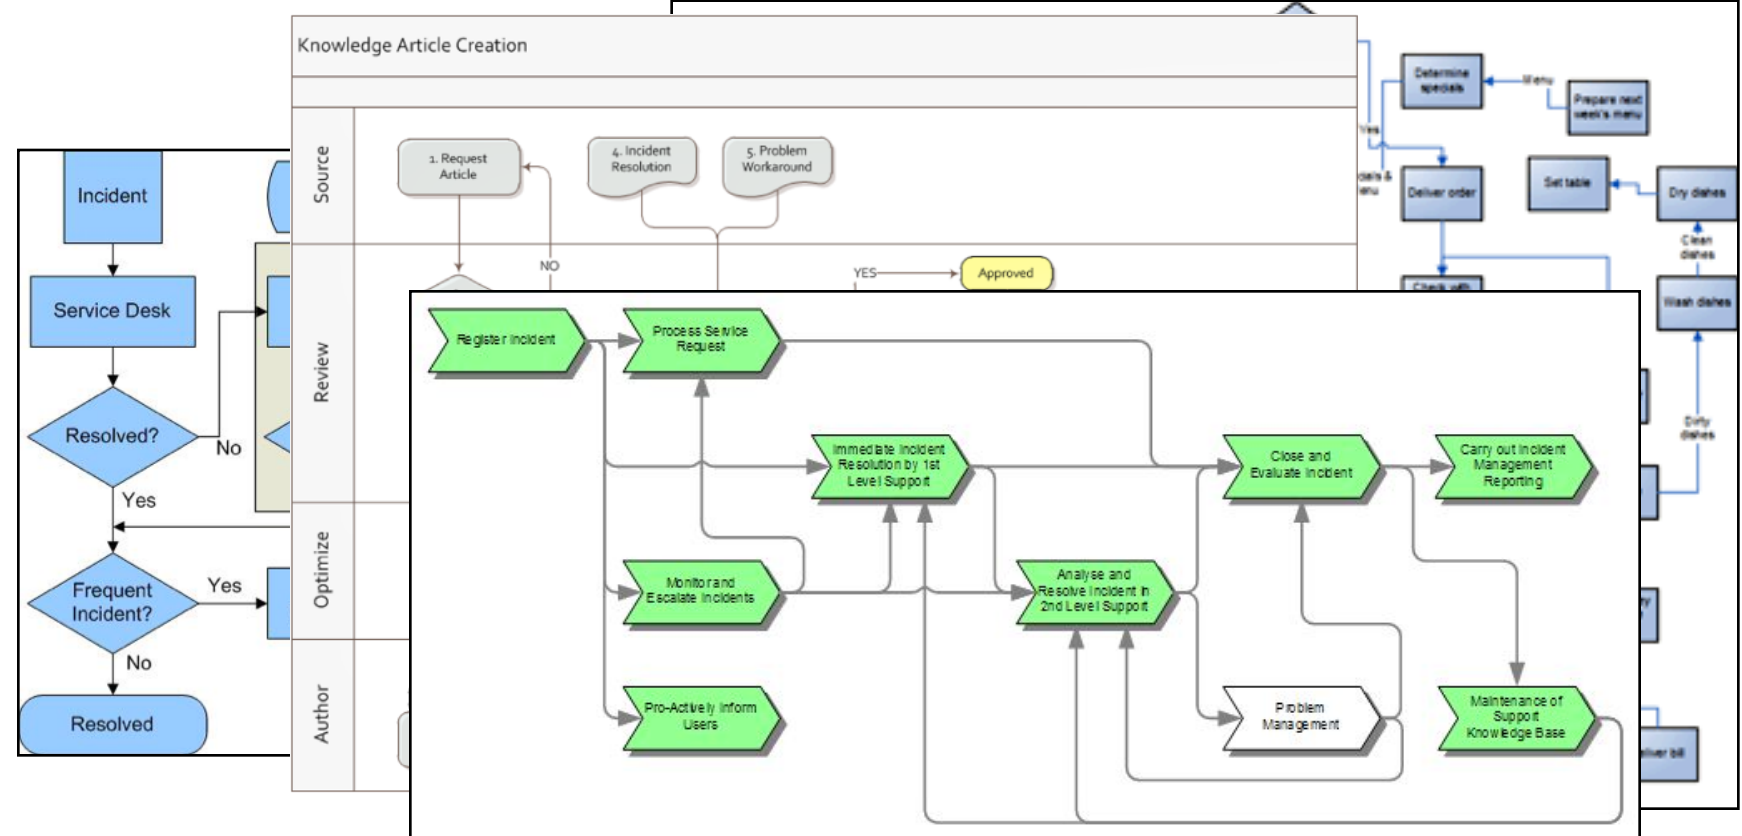 Knowledge Article Creation
Source
Review
Optimize
Author
1. Request
Article
4. Incident
Resolution
5. Problem
Workaround
NO
YES
Approved
Incident
Service Desk
Resolved?
No
Yes
Frequent
Incident?
Yes
No
Resolved
Determine
specials
Menu
Prepare next
week's menu
Yes
Deliver order
Set table
Dry dishes
Clean
dishes
Check with
Wash dishes
Dirty
dishes
bill
Register Incident
Process Service
Request
Immediate Incident
Resolution by 1st
Level Support
Close and
Evaluate Incident
Carry out Incident
Management
Reporting
Monitor and
Escalate Incidents
Analyse and
Resolve Incident in
2nd Level Support
Pro-Actively Inform
Users
Problem
Management
Maintenance of
Support
Knowledge Base